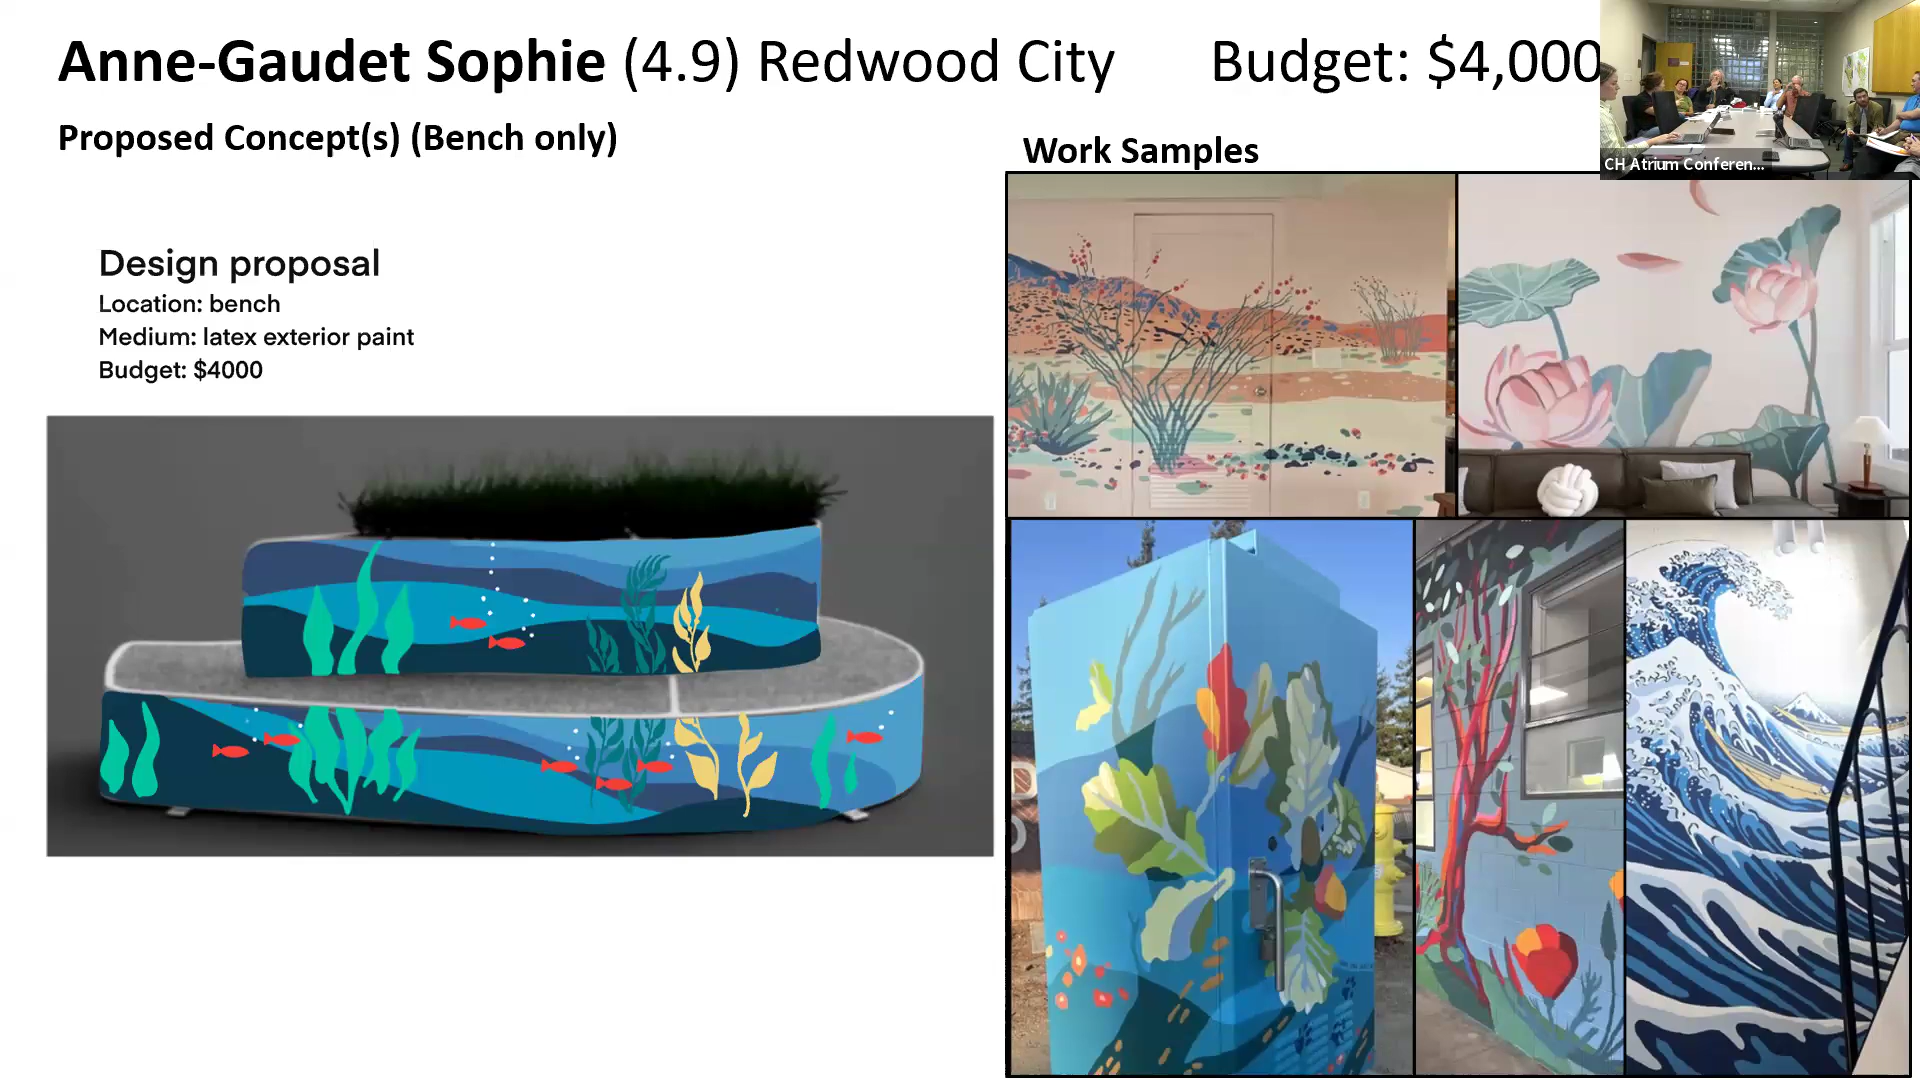 Anne-Gaudet Sophie (4.9) Redwood City Budget: $4,000
Proposed Concept(s) (Bench only)
Work Samples
CH Atrium Conferen...
Design proposal
Location: bench
Medium: latex exterior paint
Budget: $4000